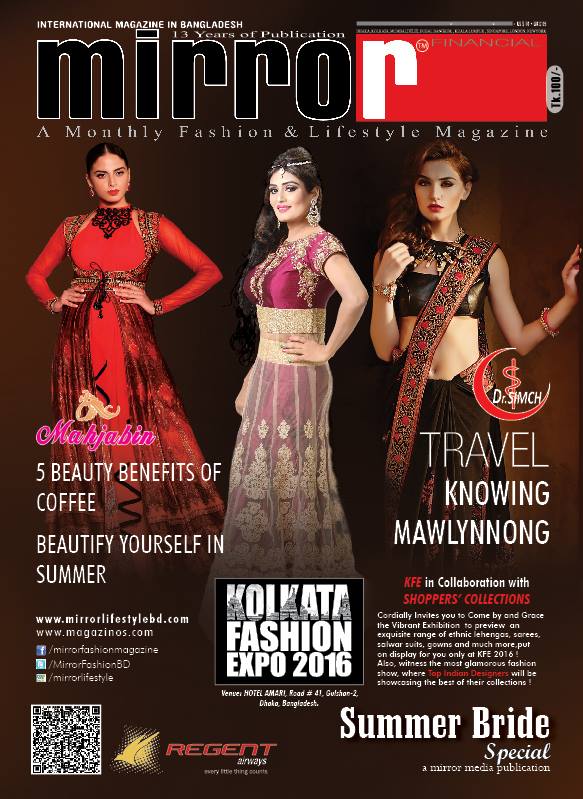 INTERNATIONAL MAGAZINE IN BANGLADESH
13 Years of Publication
mirror
TM
FINANCIAL
Tk.100/-
A Monthly Fashion & Lifestyle Magazine
Dr.SIMCH
Mahjabin
5 BEAUTY BENEFITS OF
COFFEE
BEAUTIFY YOURSELF IN
SUMMER
TRAVEL
KNOWING
MAWLYNNONG
www.mirrorlifestylebd.com
www.magazinos.com
/mirrorfashionmagazine
/MirrorFashionBD
/mirrorlifestyle
KOLKATA
FASHION
EXPO 2016
Venue: HOTEL AMARI, Road # 41, Gulshan-2,
Dhaka, Bangladesh.
KFE in Collaboration with
SHOPPERS' COLLECTIONS
Cordially Invites you to Come by and Grace
the Vibrant Exhibition to preview an
exquisite range of ethnic lehengas, sarees,
salwar suits, gowns and much more,put
on display for you only at KFE 2016 !
Also, witness the most glamorous fashion
show, where Top Indian Designers will be
showcasing the best of their collections !
REGENT
airways
every little thing counts
Summer Bride
Special
a mirror media publication